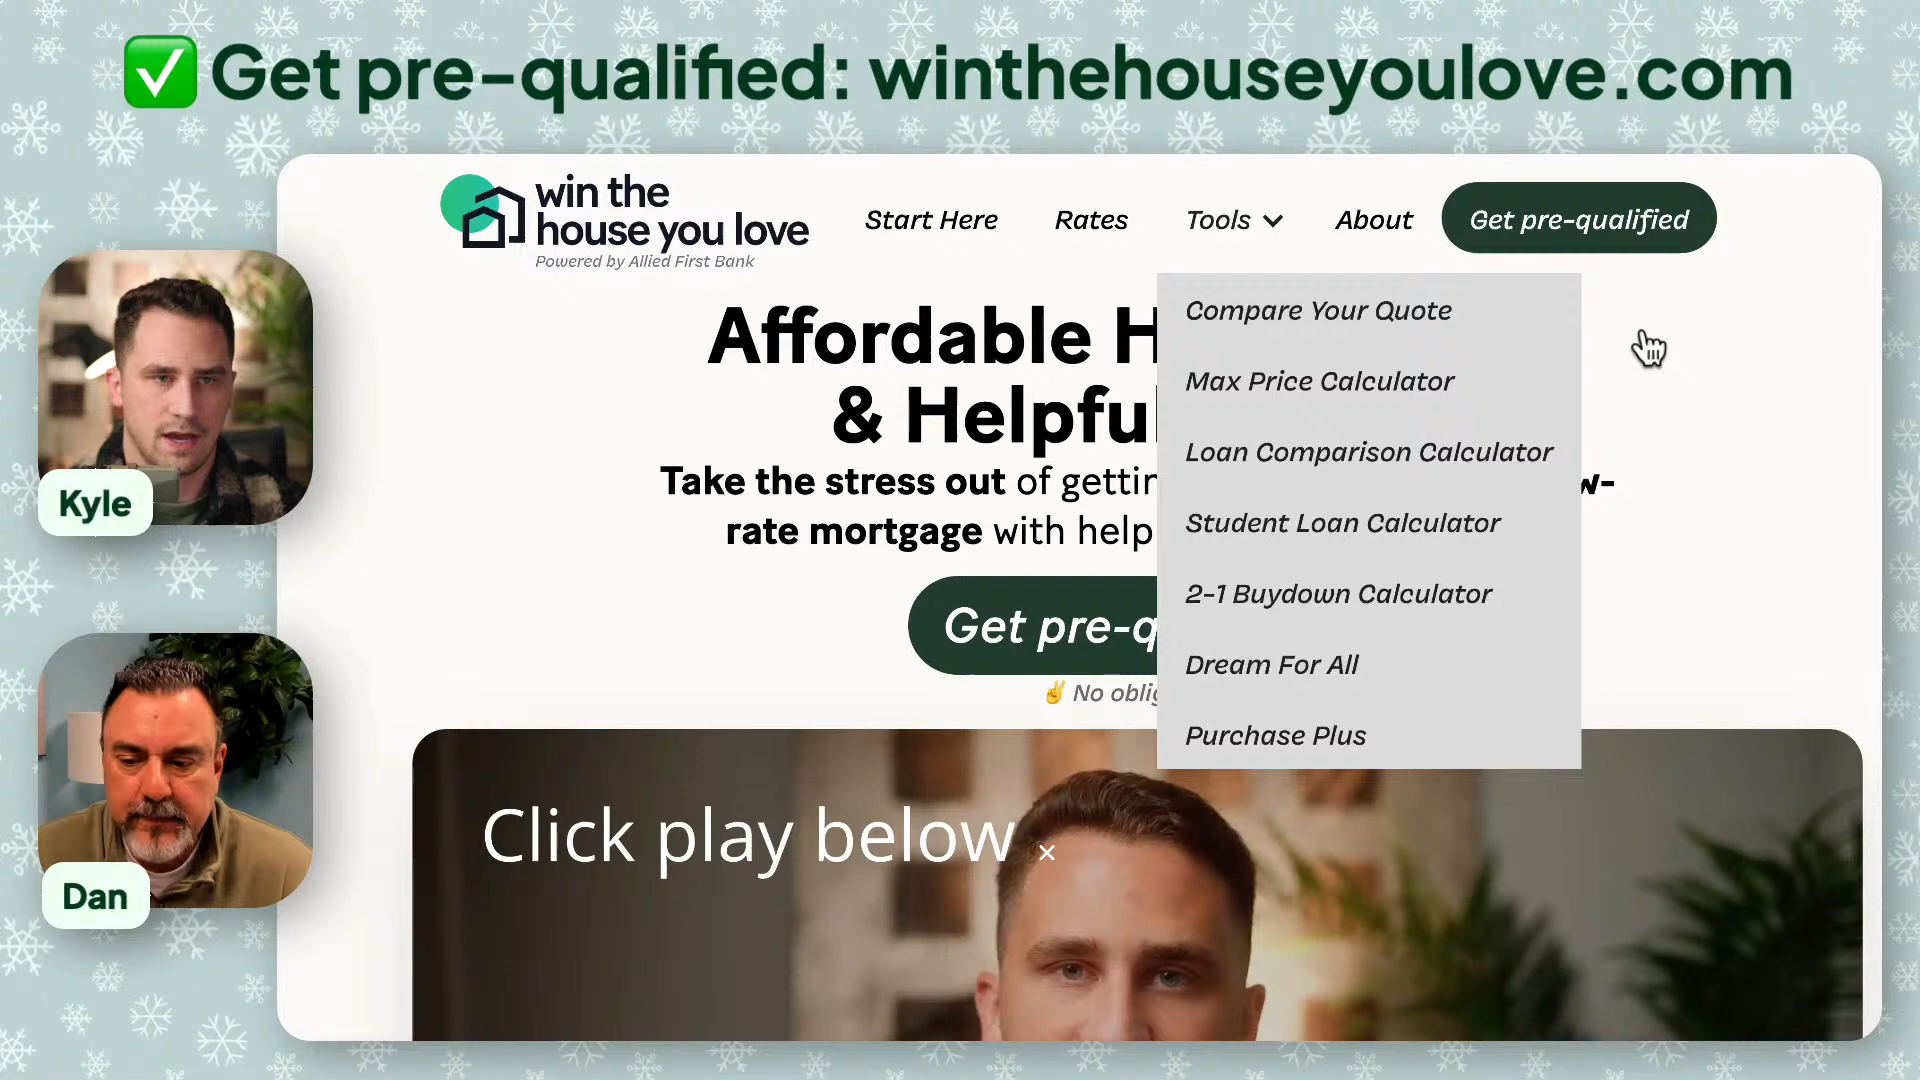 ✅ Get pre-qualified: winthehouseyoulove.com
win the
house you love
Powered by Allied First Bank
Start Here
Rates
Tools
About
Get pre-qualified
Compare Your Quote
Max Price Calculator
Loan Comparison Calculator
Student Loan Calculator
2-1 Buydown Calculator
Dream For All
Purchase Plus
Affordable H
& Helpful
Take the stress out of gettin w-
rate mortgage with help
Get pre-q
✌ No oblig
Click play below
Kyle
Dan